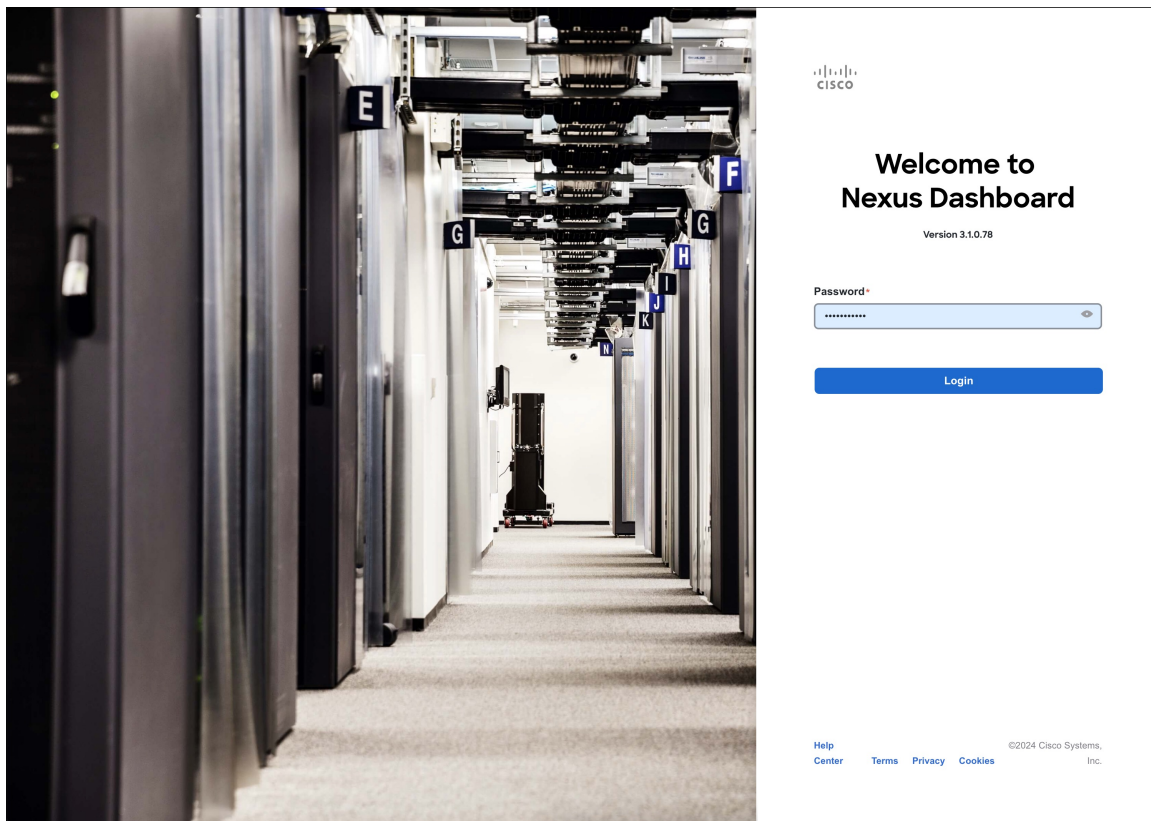 E
F
G
G
H
I
J
K
N
CISCO
Welcome to
Nexus Dashboard
Version 3.1.0.78
Password*
•••••••••••
Login
Help
Center
Terms
Privacy
Cookies
©2024 Cisco Systems,
Inc.